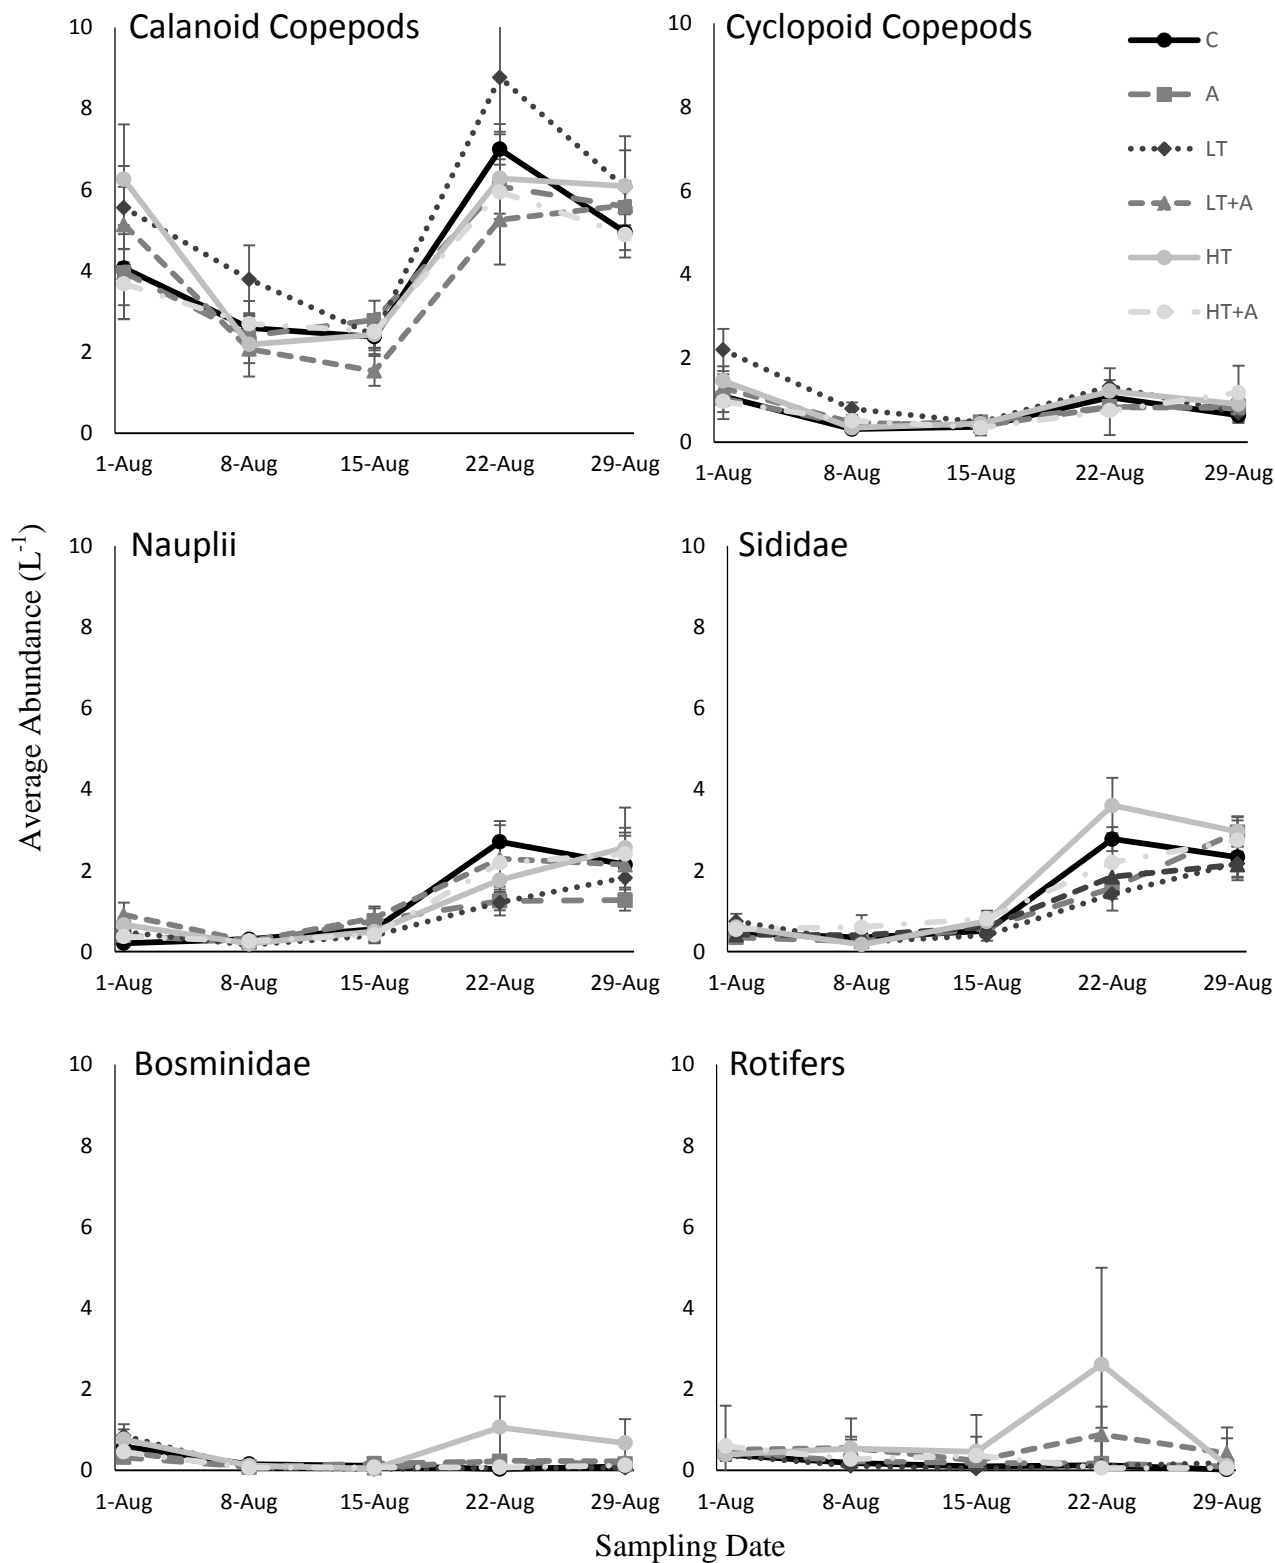 Calanoid Copepods
10
8
6
4
2
0
1-Aug 8-Aug 15-Aug 22-Aug 29-Aug
Cyclopoid Copepods
10
8
6
4
2
0
1-Aug 8-Aug 15-Aug 22-Aug 29-Aug
C
A
LT
LT+A
HT
HT+A
Average Abundance (L⁻¹)
Nauplii
10
8
6
4
2
0
1-Aug 8-Aug 15-Aug 22-Aug 29-Aug
Sididae
10
8
6
4
2
0
1-Aug 8-Aug 15-Aug 22-Aug 29-Aug
Bosminidae
10
8
6
4
2
0
1-Aug 8-Aug 15-Aug 22-Aug 29-Aug
Rotifers
10
8
6
4
2
0
1-Aug 8-Aug 15-Aug 22-Aug 29-Aug
Sampling Date